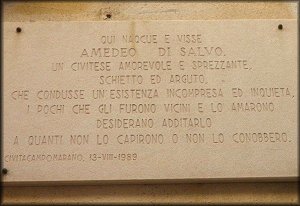 QUI NACQUE E VISSE
AMEDEO DI SALVO,
UN CIVITESE AMOREVOLE E SPREZZANTE,
SCHIETTO ED ARGUTO,
CHE CONDUSSE UN'ESISTENZA INCOMPRESA ED INQUIETA.
I POCHI CHE GLI FURONO VICINI E LO AMARONO
DESIDERANO ADDITARLO
A QUANTI NON LO CAPIRONO O NON LO CONOBBERO.
CIVITACAMPOMARANO, 13-VIII-1989